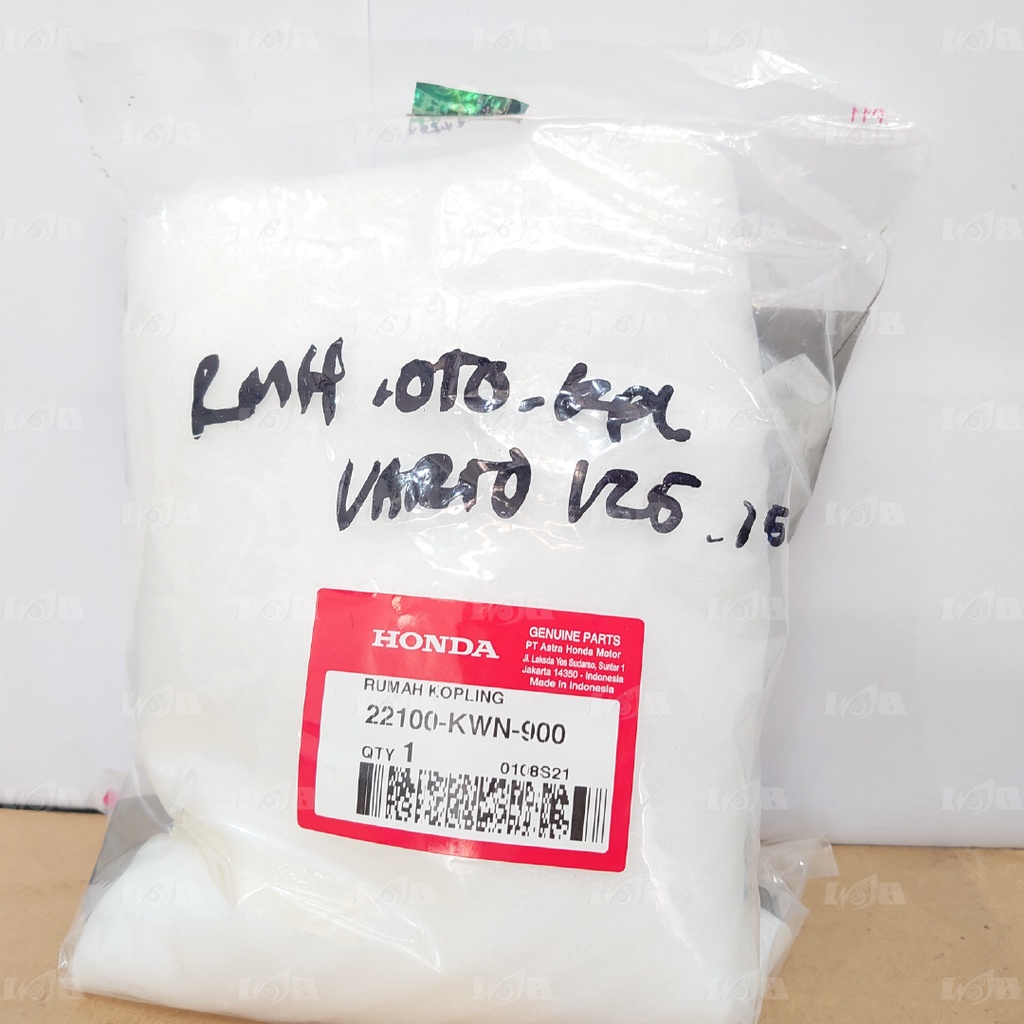 RMH.OTO-Kpl
VARIO 125
HONDA
GENUINE PARTS
PT Astra Honda Motor
Jl. Laksda Yos Sudarso, Sunter 1
Jakarta 14350 - Indonesia
Made in Indonesia
RUMAH KOPLING
22100-KWN-900
QTY 1
0108S21